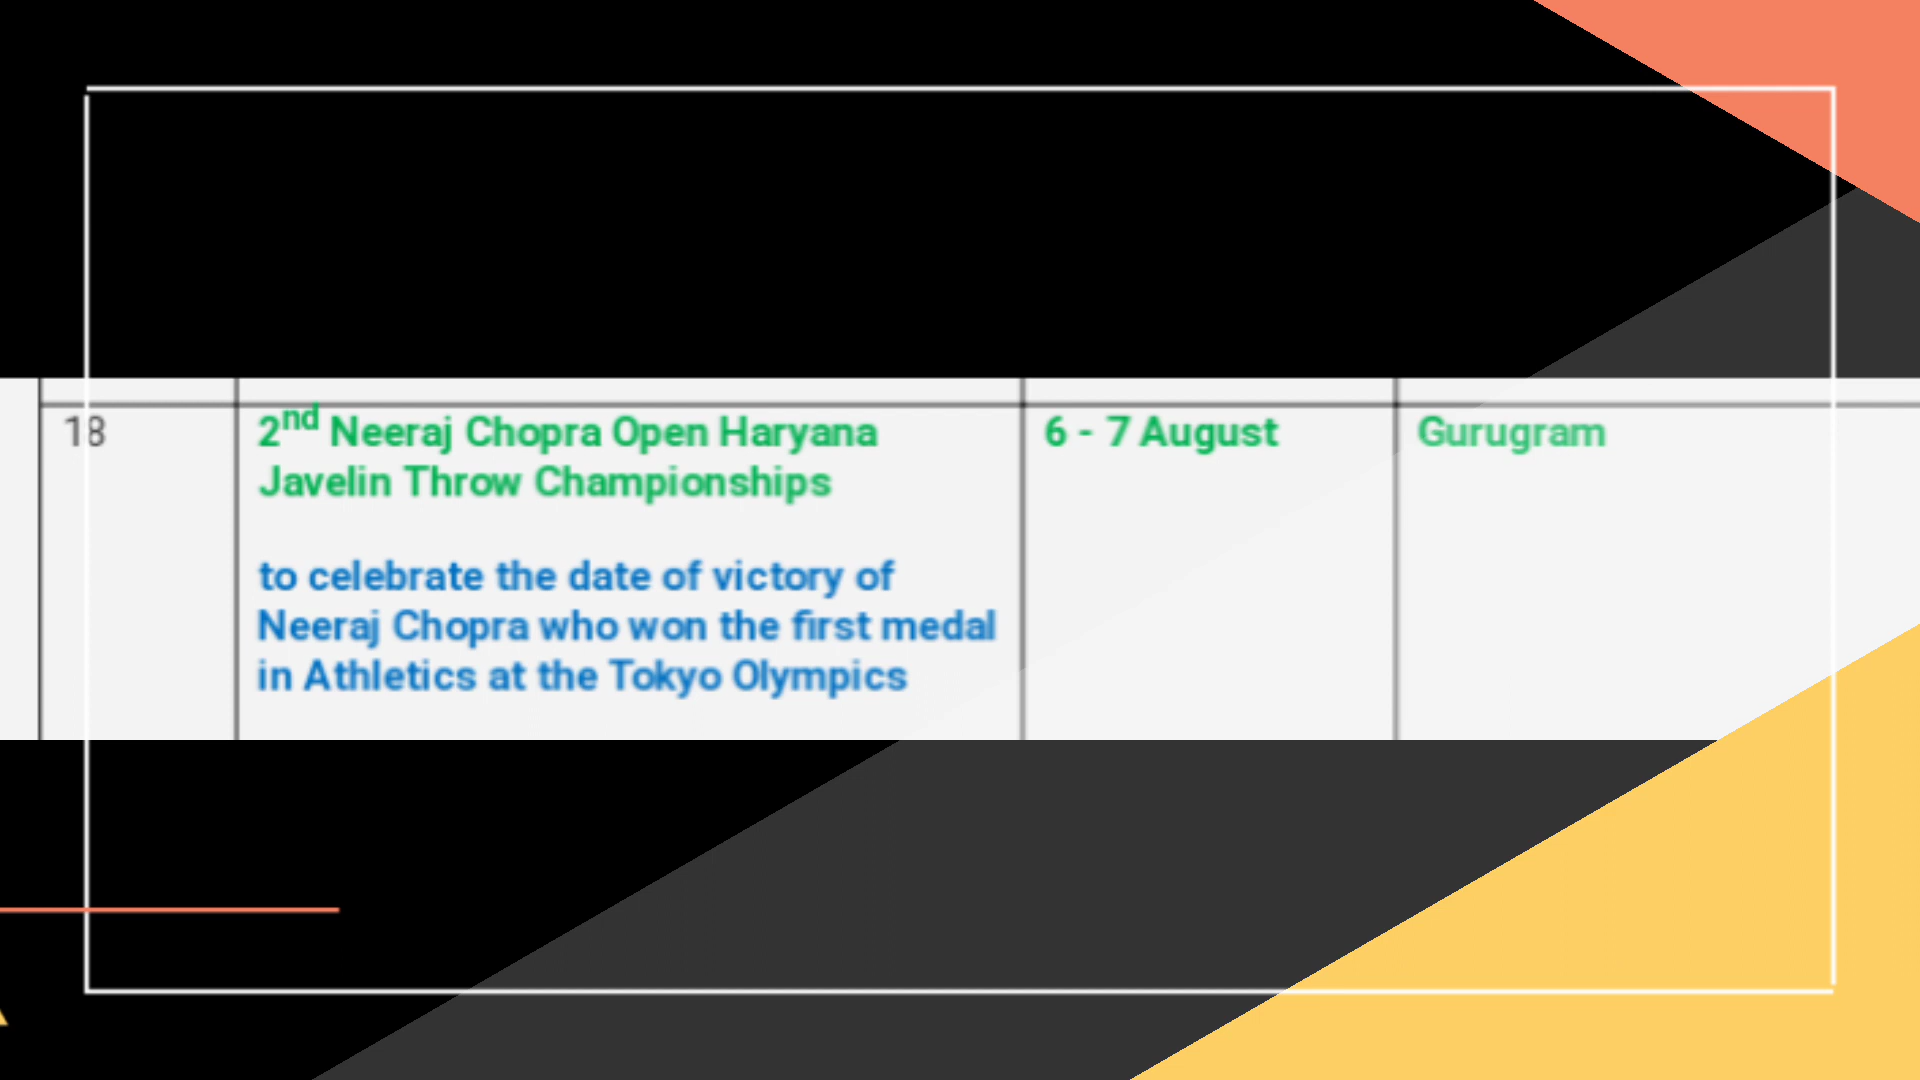 18
2nd Neeraj Chopra Open Haryana
Javelin Throw Championships
to celebrate the date of victory of
Neeraj Chopra who won the first medal
in Athletics at the Tokyo Olympics
6 - 7 August
Gurugram